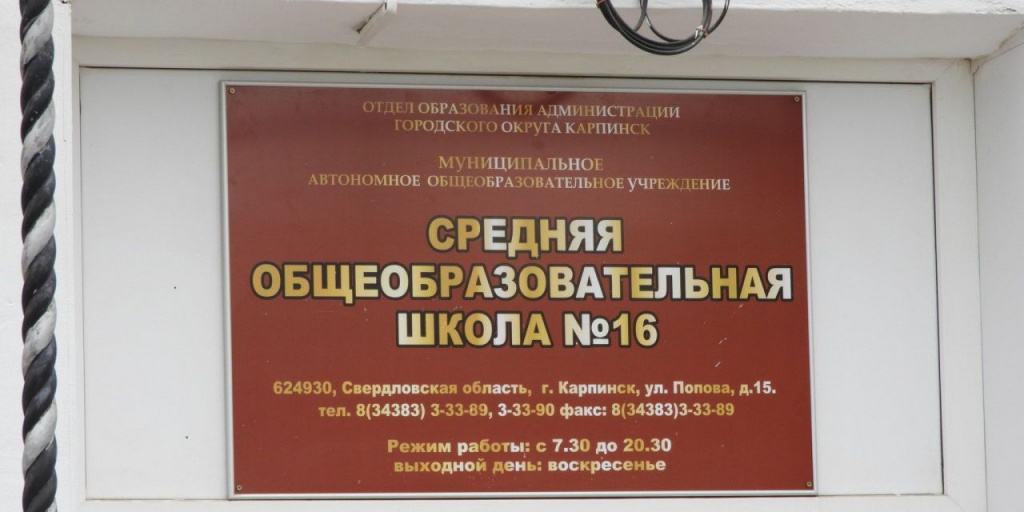 ОТДЕЛ ОБРАЗОВАНИЯ АДМИНИСТРАЦИИ
ГОРОДСКОГО ОКРУГА КАРПИНСК
МУНИЦИПАЛЬНОЕ
АВТОНОМНОЕ ОБЩЕОБРАЗОВАТЕЛЬНОЕ УЧРЕЖДЕНИЕ
СРЕДНЯЯ
ОБЩЕОБРАЗОВАТЕЛЬНАЯ
ШКОЛА №16
624930, Свердловская область, г. Карпинск, ул. Попова, д.15.
тел. 8(34383) 3-33-89, 3-33-90 факс: 8(34383)3-33-89
Режим работы: с 7.30 до 20.30
выходной день: воскресенье